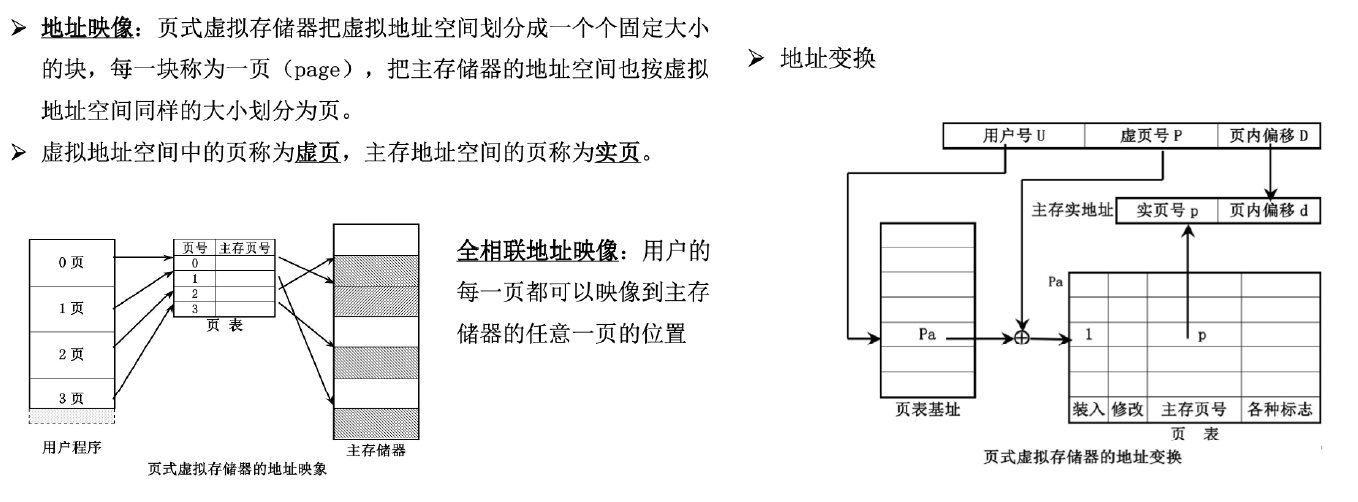 ➢ 地址映像：页式虚拟存储器把虚拟地址空间划分成一个个固定大小
的块，每一块称为一页（page），把主存储器的地址空间也按虚拟
地址空间同样的大小划分为页。
➢ 虚拟地址空间中的页称为虚页，主存地址空间的页称为实页。
0 页
1 页
2 页
3 页
用户程序
页号 主存页号
0
1
2
3
页 表
主存储器
页式虚拟存储器的地址映象
全相联地址映像：用户的
每一页都可以映像到主存
储器的任意一页的位置
➢ 地址变换
用户号 U 虚页号 P 页内偏移 D
主存实地址 实页号 p 页内偏移 d
Pa
Pa
1 p
页表基址
装入 修改 主存页号 各种标志
页 表
页式虚拟存储器的地址变换